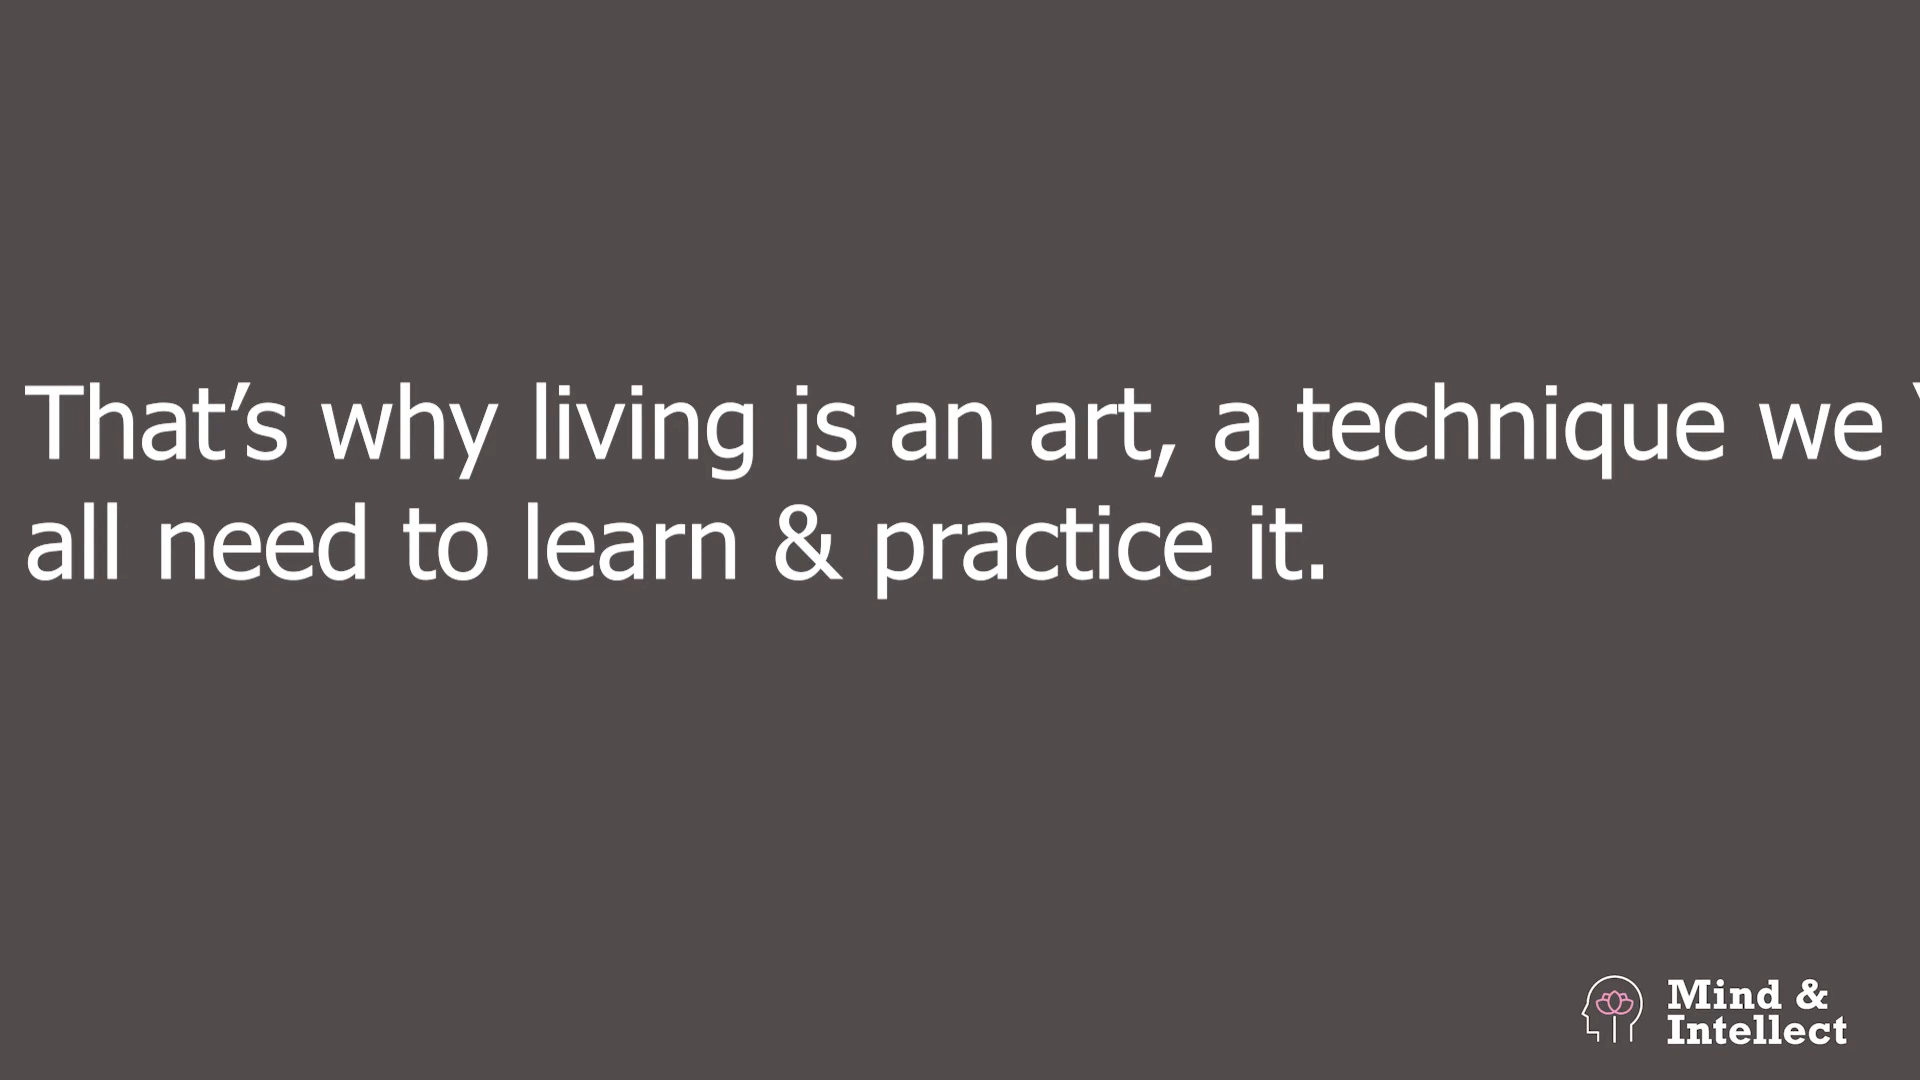 That’s why living is an art, a technique we
all need to learn & practice it.
Mind &
Intellect